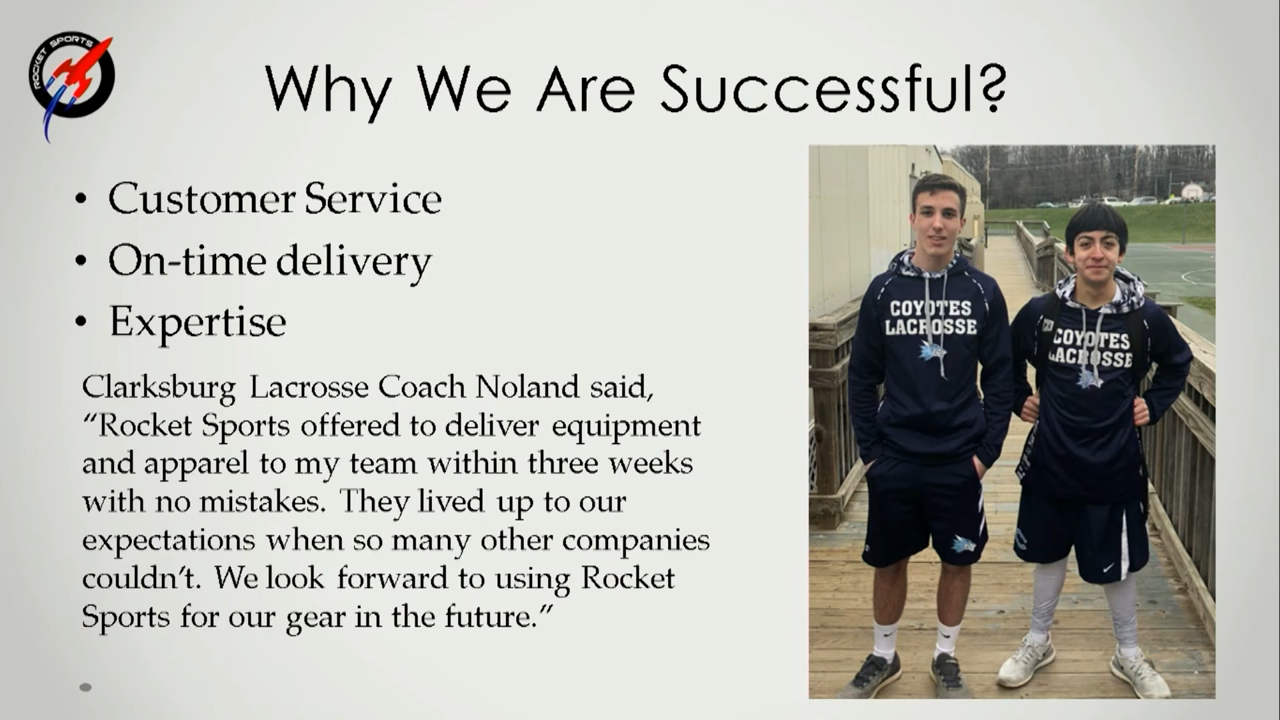 ROCKET SPORTS
Why We Are Successful?
• Customer Service
• On-time delivery
• Expertise
Clarksburg Lacrosse Coach Noland said,
“Rocket Sports offered to deliver equipment
and apparel to my team within three weeks
with no mistakes. They lived up to our
expectations when so many other companies
couldn’t. We look forward to using Rocket
Sports for our gear in the future.”
COYOTES
LACROSSE
COYOTES
LACROSSE